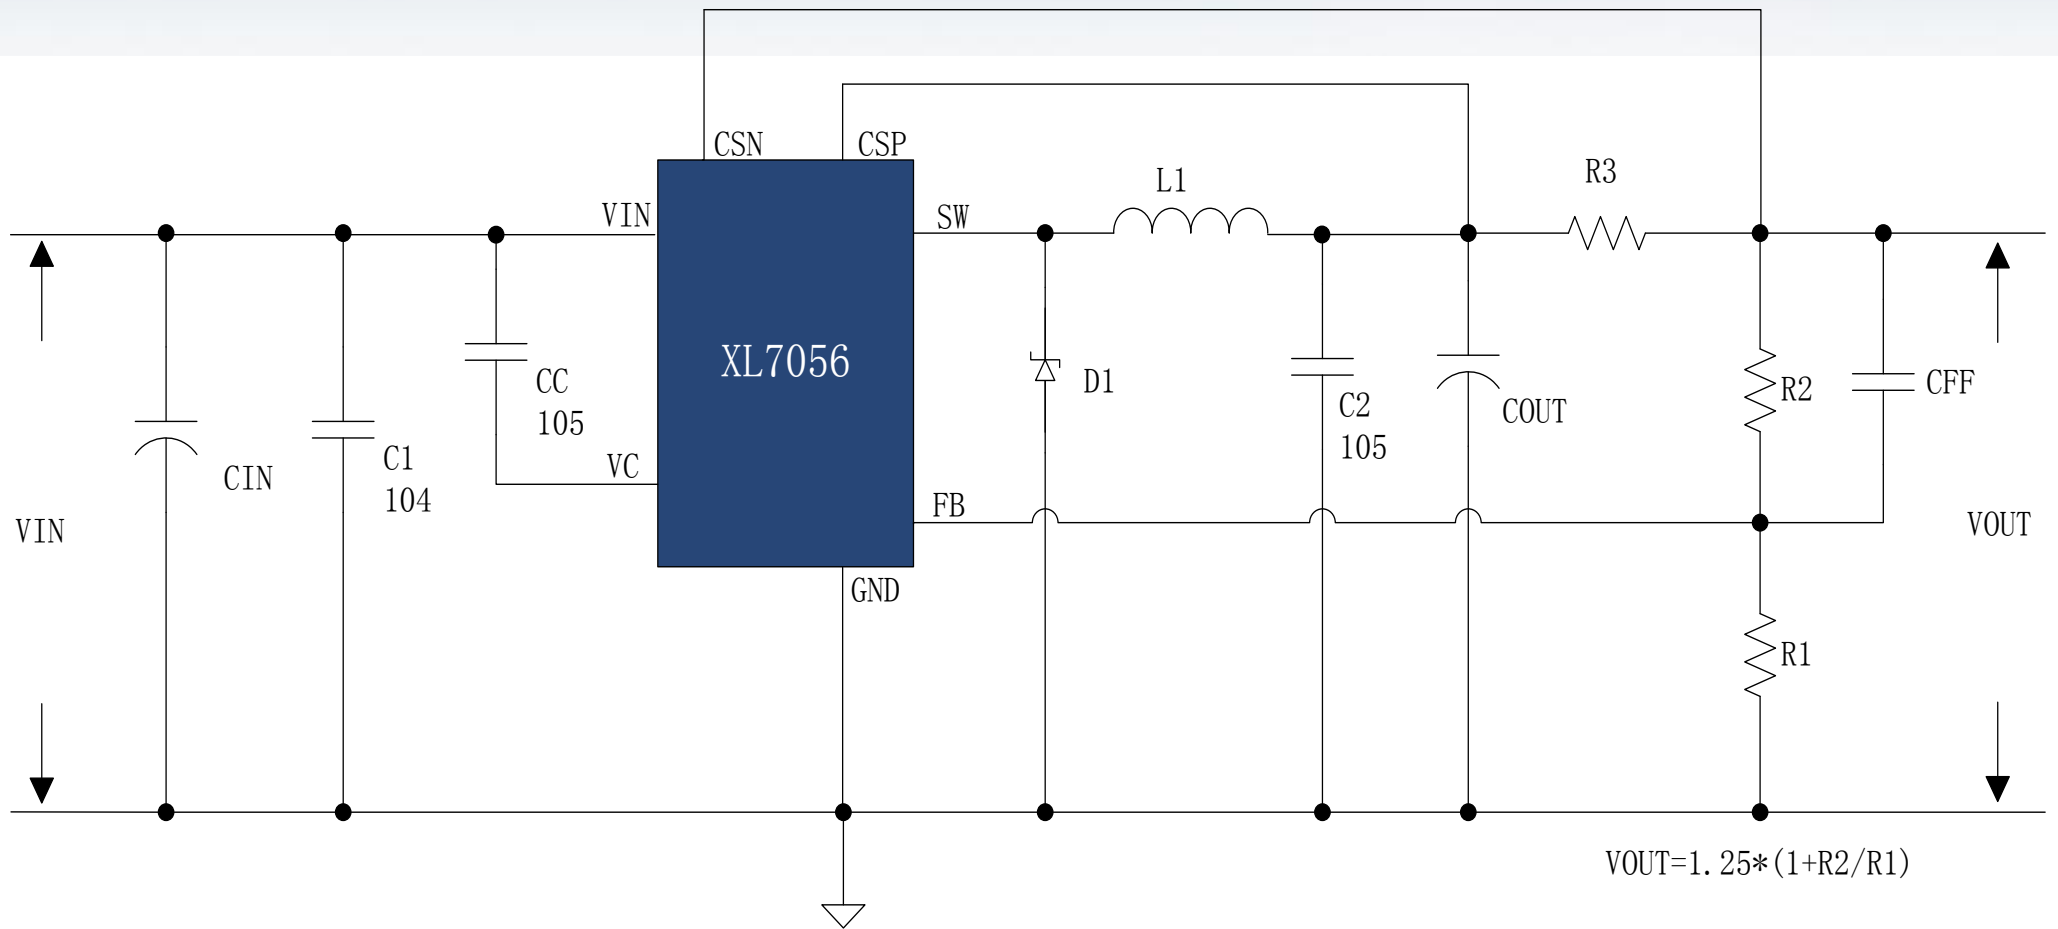 CSN
CSP
VIN
SW
L1
R3
XL7056
CC
105
D1
C2
105
COUT
R2
CFF
CIN
C1
104
VC
FB
VIN
VOUT
GND
R1
VOUT=1.25*(1+R2/R1)